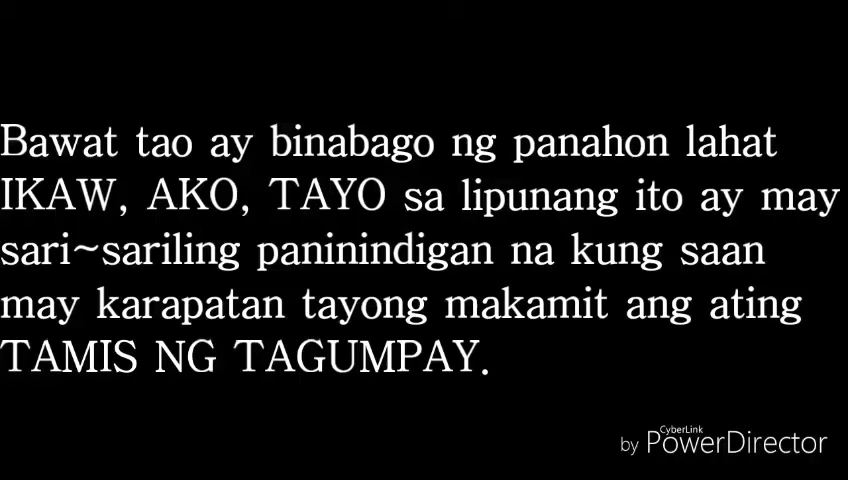 Bawat tao ay binabago ng panahon lahat
IKAW, AKO, TAYO sa lipunang ito ay may
sari~sariling paninindigan na kung saan
may karapatan tayong makamit ang ating
TAMIS NG TAGUMPAY.
CyberLink
by PowerDirector